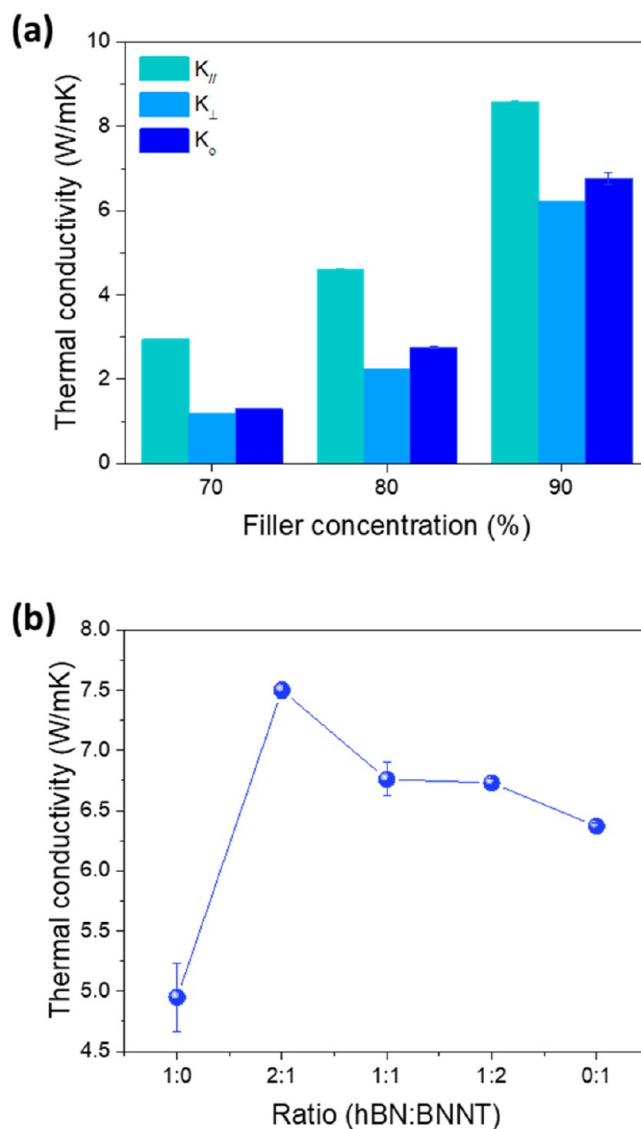 (a)
Thermal conductivity (W/mK)
10
8
6
4
2
0
K//
K⊥
Ko
70 80 90
Filler concentration (%)
(b)
Thermal conductivity (W/mK)
8.0
7.5
7.0
6.5
6.0
5.5
5.0
4.5
1:0 2:1 1:1 1:2 0:1
Ratio (hBN:BNNT)